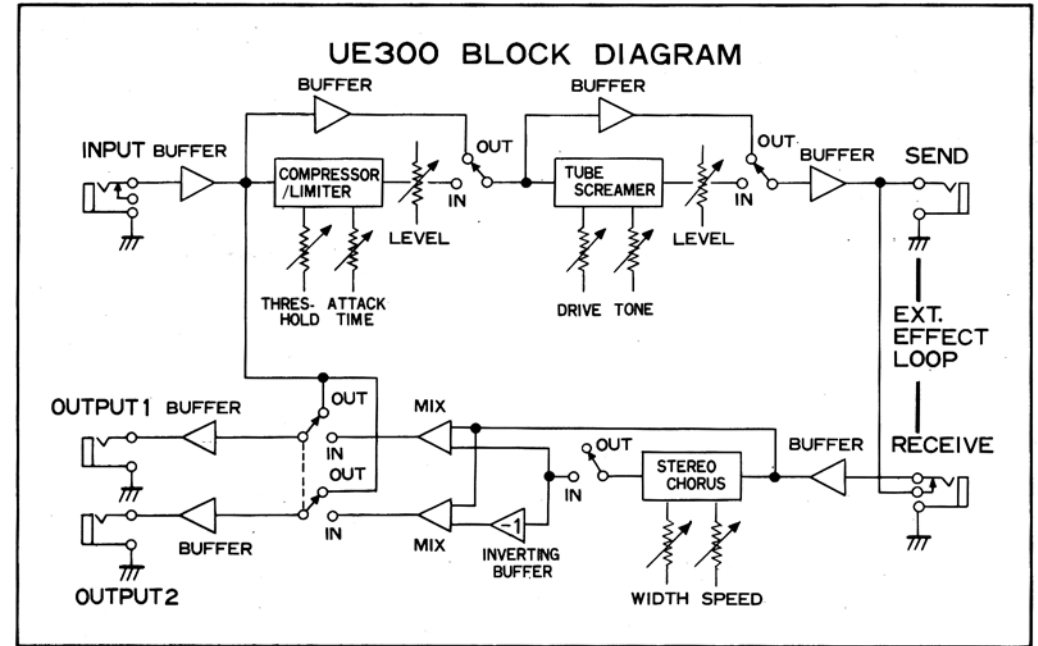 UE300 BLOCK DIAGRAM
BUFFER
BUFFER
INPUT
BUFFER
OUT
OUT
BUFFER
SEND
COMPRESSOR
/LIMITER
TUBE
SCREAMER
IN
IN
LEVEL
LEVEL
THRES-
HOLD
ATTACK
TIME
DRIVE
TONE
EXT.
EFFECT
LOOP
OUTPUT1
BUFFER
OUT
MIX
OUT
BUFFER
RECEIVE
IN
OUT
STEREO
CHORUS
IN
IN
-1
BUFFER
MIX
INVERTING
BUFFER
OUTPUT2
WIDTH
SPEED